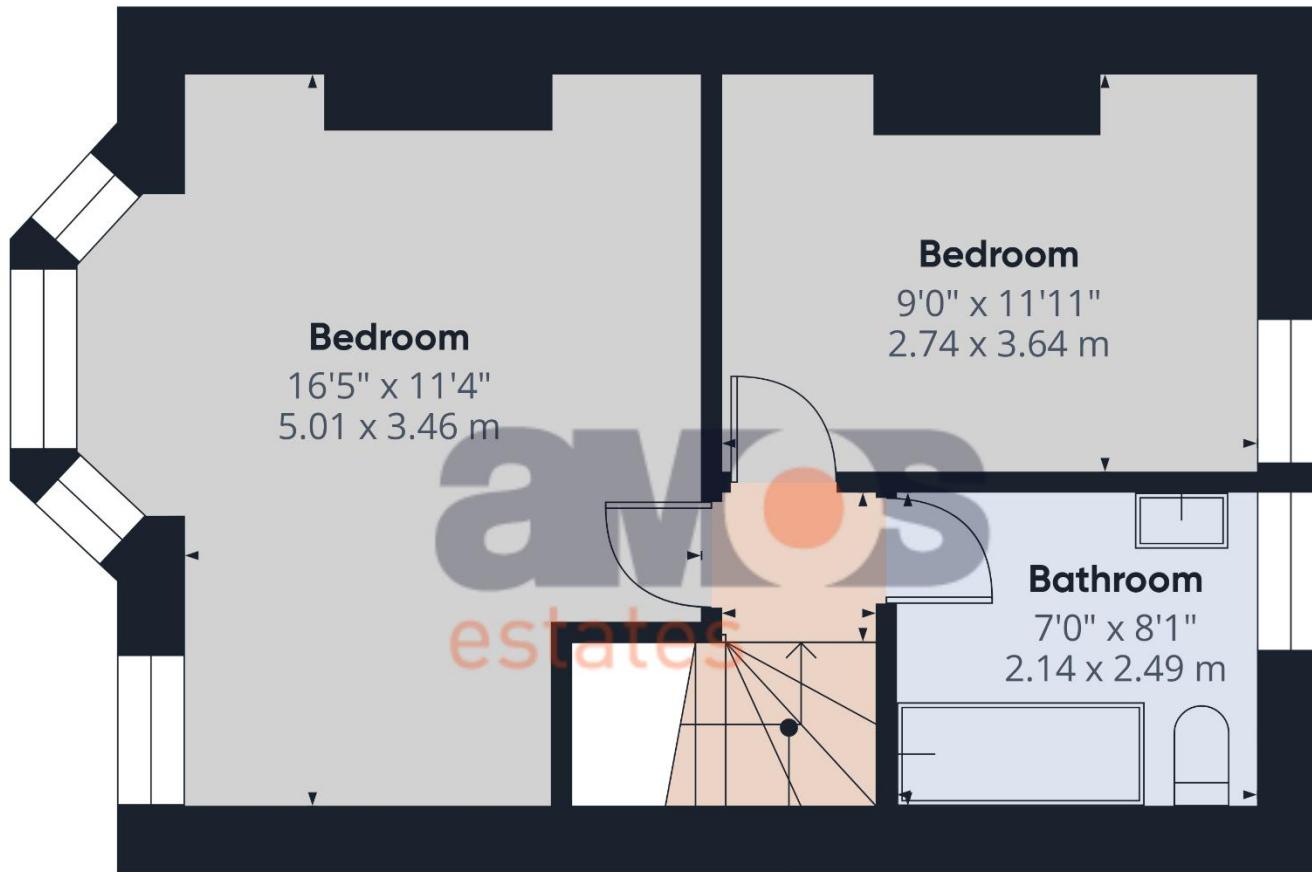 Bedroom
9'0" x 11'11"
2.74 x 3.64 m
Bedroom
16'5" x 11'4"
5.01 x 3.46 m
amos
estates
Bathroom
7'0" x 8'1"
2.14 x 2.49 m